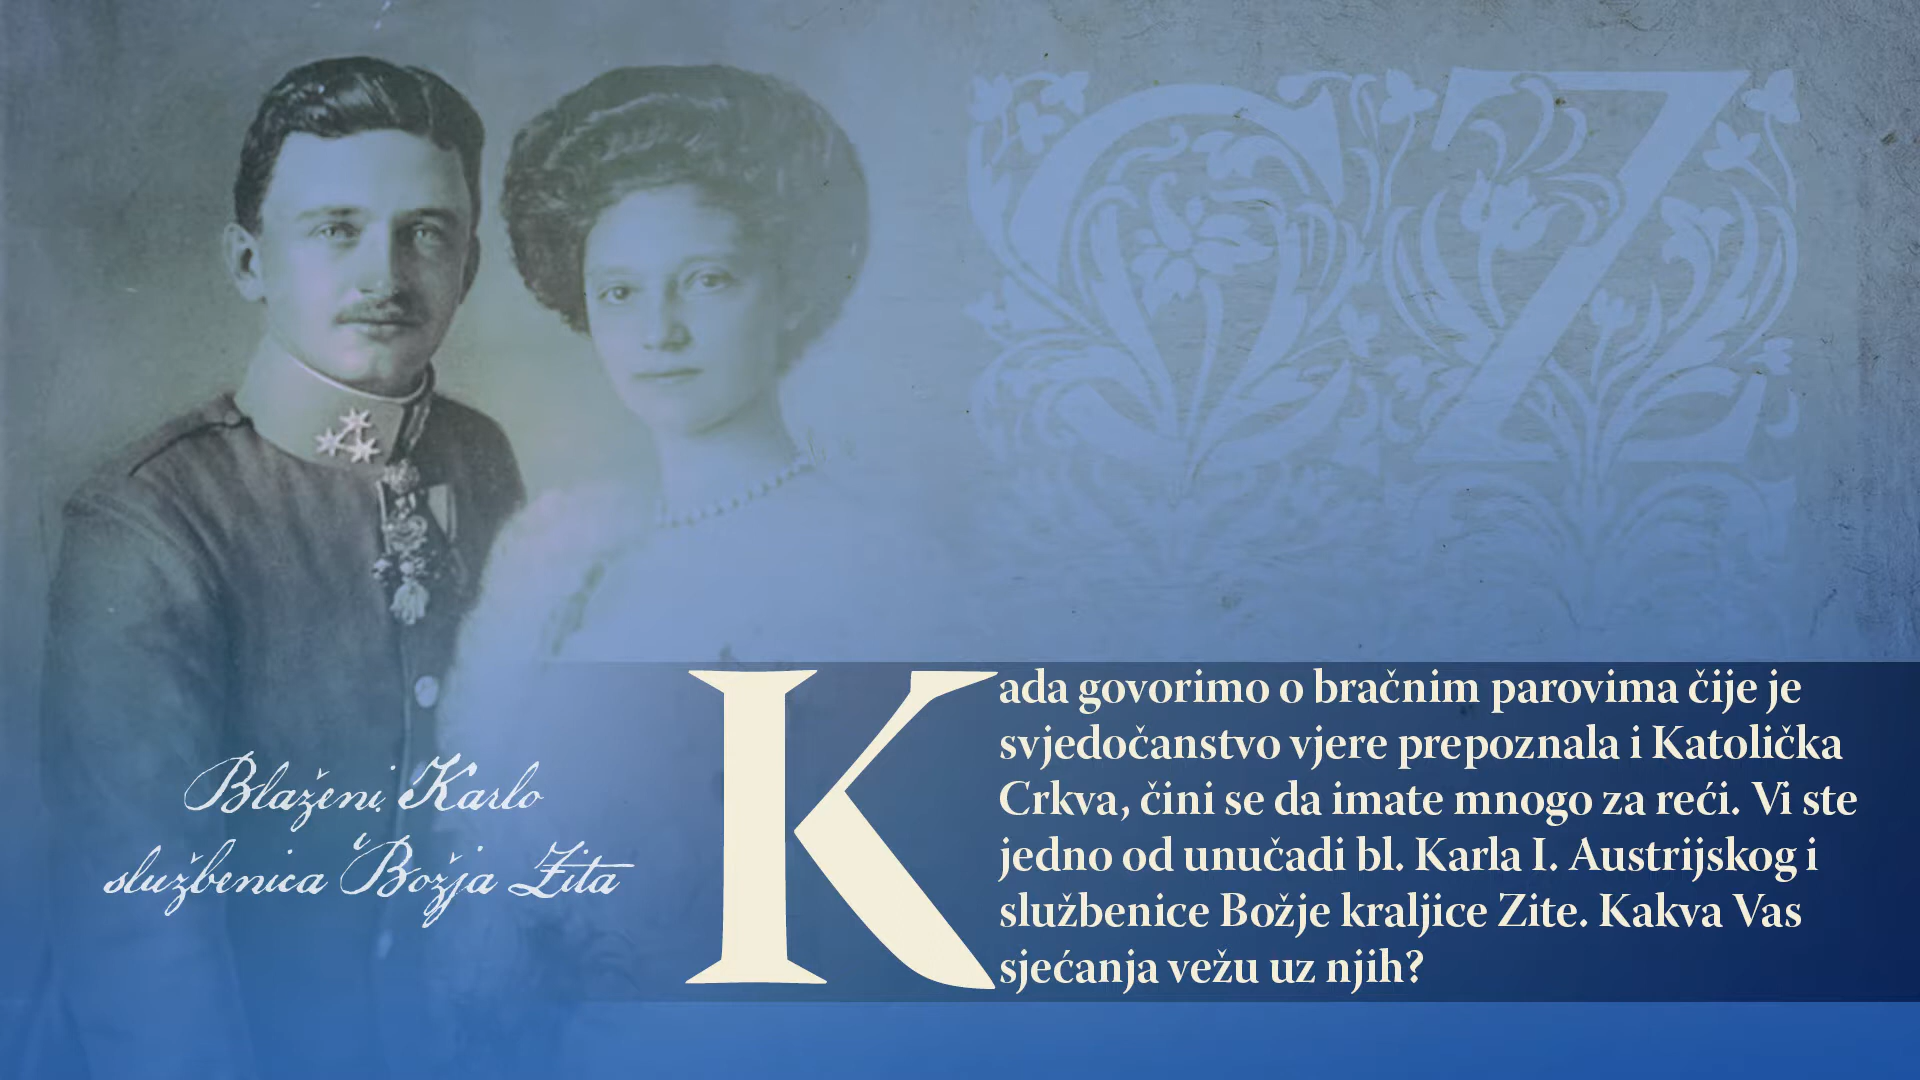 C Z
Blaženi Karlo
i
službenica Božja Zita
Kada govorimo o bračnim parovima čije je
svjedočanstvo vjere prepoznala i Katolička
Crkva, čini se da imate mnogo za reći. Vi ste
jedno od unučadi bl. Karla I. Austrijskog i
službenice Božje kraljice Zite. Kakva Vas
sjećanja vežu uz njih?